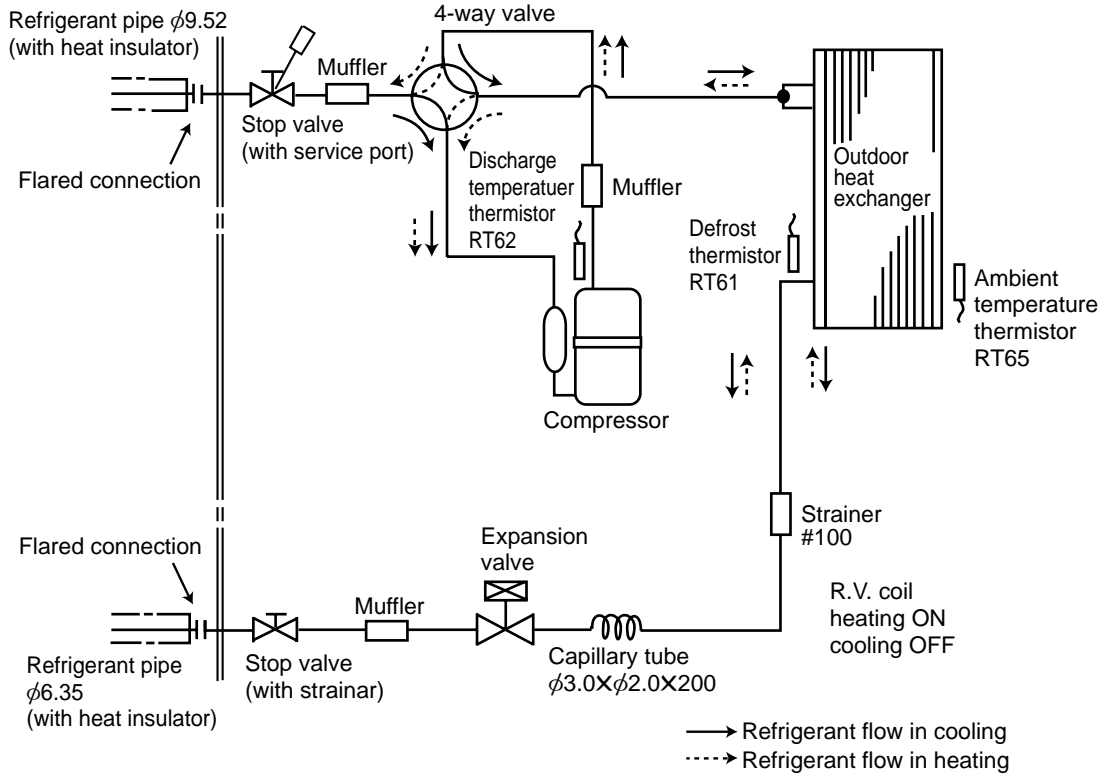 Refrigerant pipe ϕ9.52
(with heat insulator)
4-way valve
Muffler
Stop valve
(with service port)
Flared connection
Discharge
temperatuer
thermistor
RT62
Muffler
Outdoor
heat
exchanger
Defrost
thermistor
RT61
Ambient
temperature
thermistor
RT65
Compressor
Strainer
#100
Flared connection
Expansion
valve
Muffler
R.V. coil
heating ON
cooling OFF
Refrigerant pipe
ϕ6.35
(with heat insulator)
Stop valve
(with strainar)
Capillary tube
ϕ3.0×ϕ2.0×200
Refrigerant flow in cooling
Refrigerant flow in heating